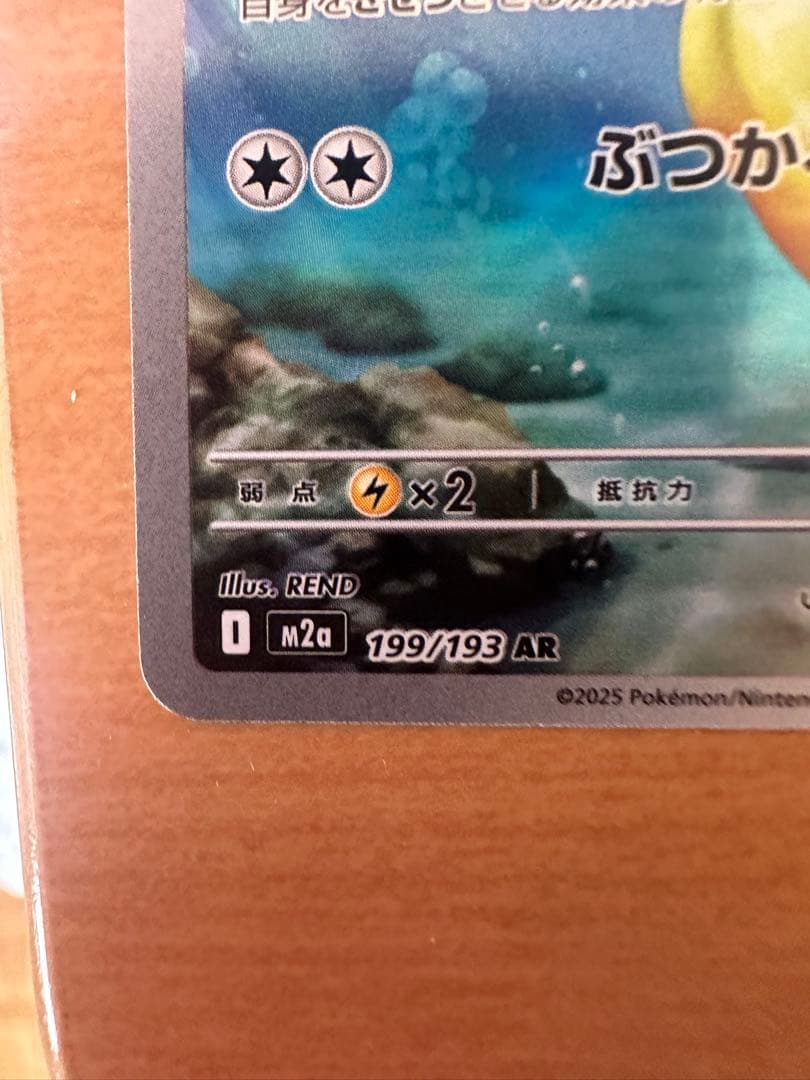 ぶつか
弱点 ×2 抵抗力
Illus. REND
I m2a 199/193 AR
©2025 Pokémon/Ninten